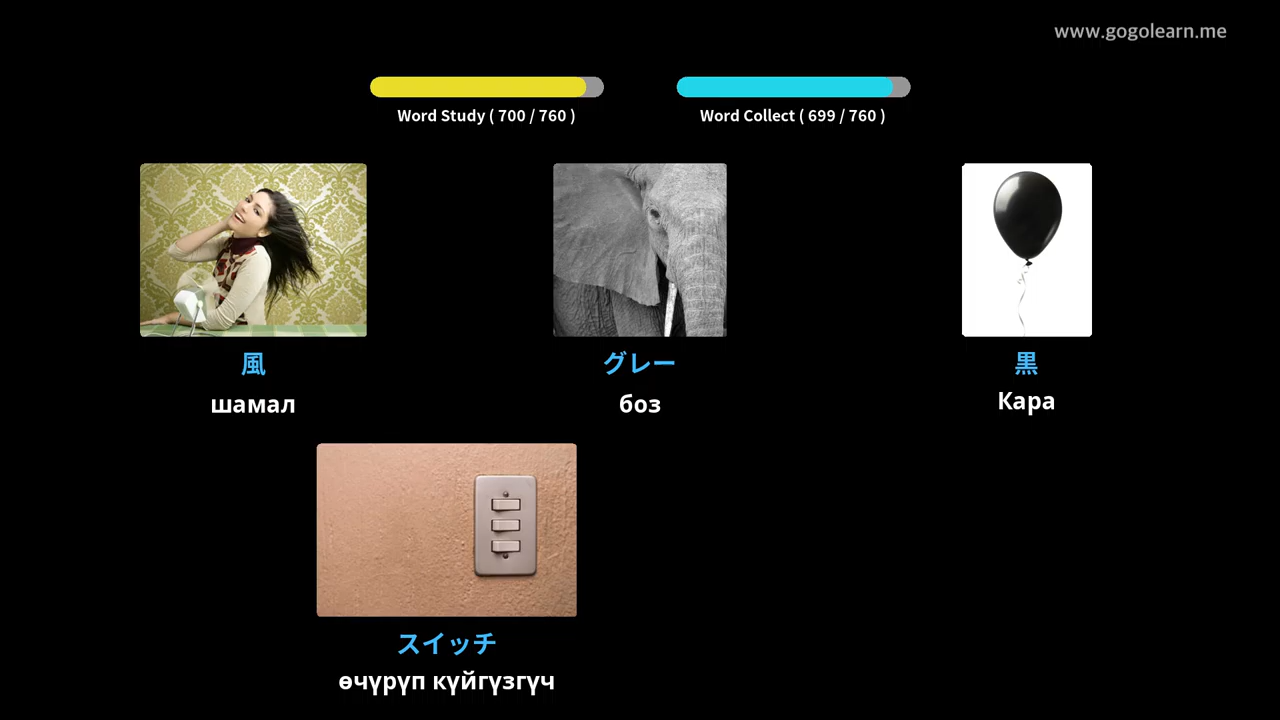 www.gogolearn.me
Word Study ( 700 / 760 )
Word Collect ( 699 / 760 )
風
шамал
グレー
боз
黒
Кара
スイッチ
өчүрүп күйгүзгүч